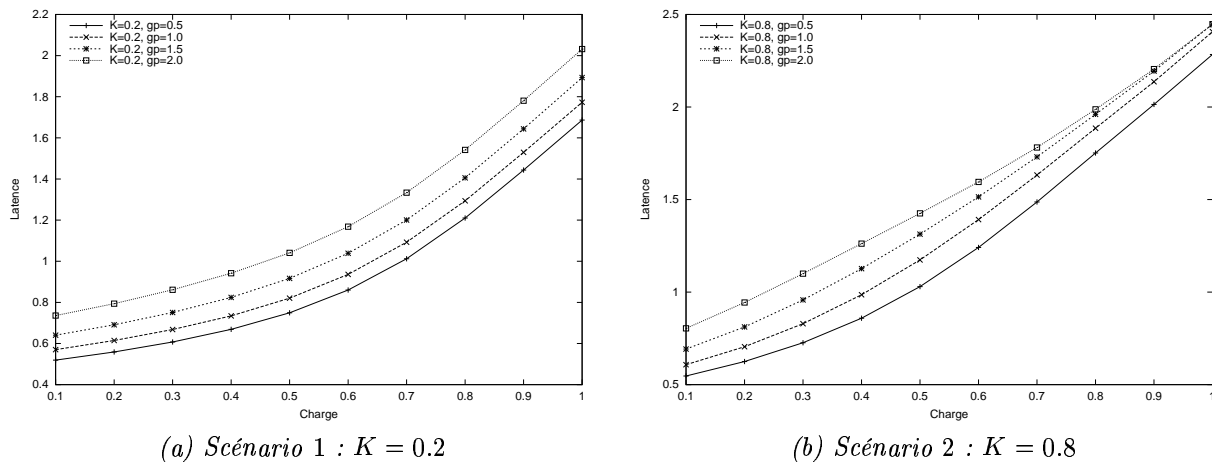 2.2
2
1.8
1.6
1.4
1.2
1
0.8
0.6
0.4
Latence
K=0.2, gp=0.5
K=0.2, gp=1.0
K=0.2, gp=1.5
K=0.2, gp=2.0
0.1 0.2 0.3 0.4 0.5 0.6 0.7 0.8 0.9 1
Charge
(a) Scénario 1 : K = 0.2
2.5
2
1.5
1
0.5
Latence
K=0.8, gp=0.5
K=0.8, gp=1.0
K=0.8, gp=1.5
K=0.8, gp=2.0
0.1 0.2 0.3 0.4 0.5 0.6 0.7 0.8 0.9 1
Charge
(b) Scénario 2 : K = 0.8